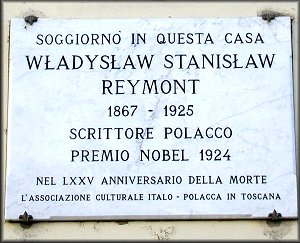 SOGGIORNÒ IN QUESTA CASA
WŁADYSŁAW STANISŁAW
REYMONT
1867 - 1925
SCRITTORE POLACCO
PREMIO NOBEL 1924
NEL LXXV ANNIVERSARIO DELLA MORTE
L'ASSOCIAZIONE CULTURALE ITALO - POLACCA IN TOSCANA